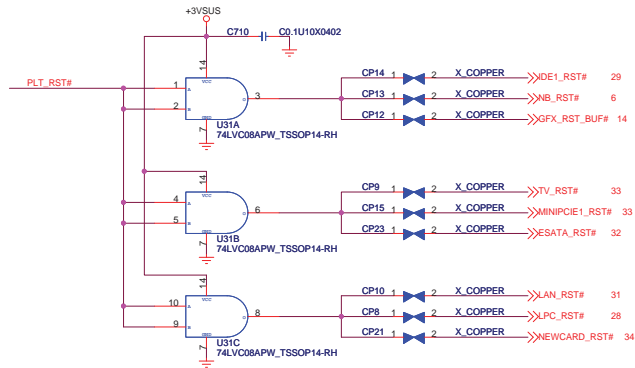 +3VSUS
C710 C0.1U10X0402
PLT_RST#
14
VCC
1 A
2 B
O 3
GND
7
U31A
74LVC08APW_TSSOP14-RH
CP14 1 2 X_COPPER IDE1_RST# 29
CP13 1 2 X_COPPER NB_RST# 6
CP12 1 2 X_COPPER GFX_RST_BUF# 14
14
VCC
4 A
5 B
O 6
GND
7
U31B
74LVC08APW_TSSOP14-RH
CP9 1 2 X_COPPER TV_RST# 33
CP15 1 2 X_COPPER MINIPCIE1_RST# 33
CP23 1 2 X_COPPER ESATA_RST# 32
14
VCC
10 A
9 B
O 8
GND
7
U31C
74LVC08APW_TSSOP14-RH
CP10 1 2 X_COPPER LAN_RST# 31
CP8 1 2 X_COPPER LPC_RST# 28
CP21 1 2 X_COPPER NEWCARD_RST# 34